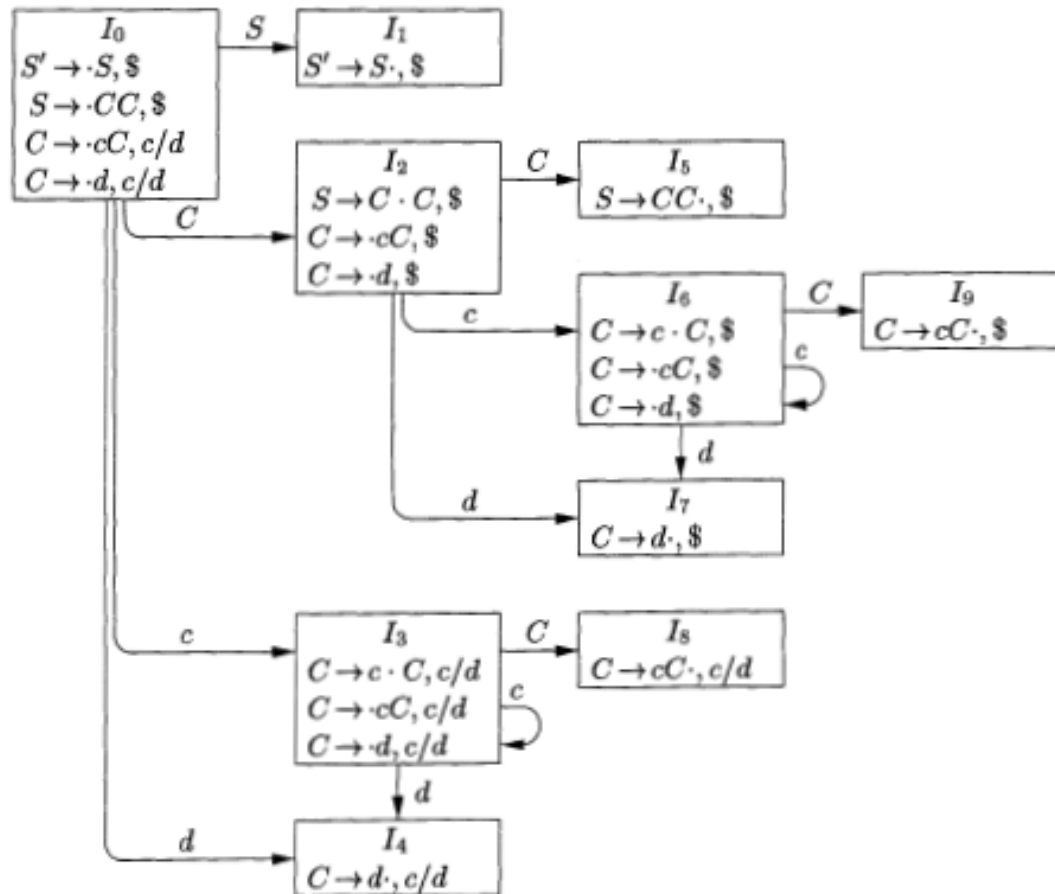 I₀
S' → ·S, $
S → ·CC, $
C → ·cC, c/d
C → ·d, c/d
S
I₁
S' → S·, $
C
I₂
S → C · C, $
C → ·cC, $
C → ·d, $
C
I₅
S → CC·, $
c
I₆
C → c · C, $
C → ·cC, $
C → ·d, $
C
I₉
C → cC·, $
c
d
d
I₇
C → d·, $
c
I₃
C → c · C, c/d
C → ·cC, c/d
C → ·d, c/d
C
I₈
C → cC·, c/d
c
d
d
I₄
C → d·, c/d